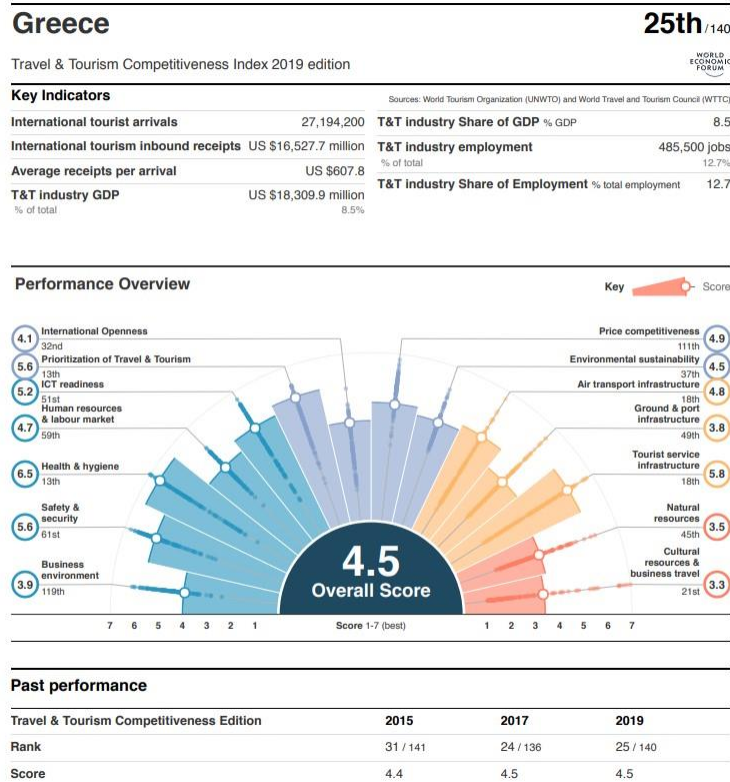 Greece
25th / 140
Travel & Tourism Competitiveness Index 2019 edition
WORLD
ECONOMIC
FORUM
Key Indicators
Sources: World Tourism Organization (UNWTO) and World Travel and Tourism Council (WTTC)
International tourist arrivals 27,194,200
International tourism inbound receipts US $16,527.7 million
Average receipts per arrival US $607.8
T&T industry GDP US $18,309.9 million
% of total 8.5%
T&T industry Share of GDP % GDP 8.5
T&T industry employment 485,500 jobs
% of total 12.7%
T&T industry Share of Employment % total employment 12.7
Performance Overview
Key Score
4.1 International Openness
32nd
5.6 Prioritization of Travel & Tourism
13th
5.2 ICT readiness
51st
4.7 Human resources
& labour market
59th
6.5 Health & hygiene
13th
5.6 Safety &
security
61st
3.9 Business
environment
119th
Price competitiveness 4.9
111th
Environmental sustainability 4.5
37th
Air transport infrastructure 4.8
18th
Ground & port
infrastructure 3.8
49th
Tourist service
infrastructure 5.8
18th
Natural
resources 3.5
45th
Cultural
resources &
business travel 3.3
21st
4.5
Overall Score
7 6 5 4 3 2 1 Score 1-7 (best) 1 2 3 4 5 6 7
Past performance
Travel & Tourism Competitiveness Edition 2015 2017 2019
Rank 31 / 141 24 / 136 25 / 140
Score 4.4 4.5 4.5